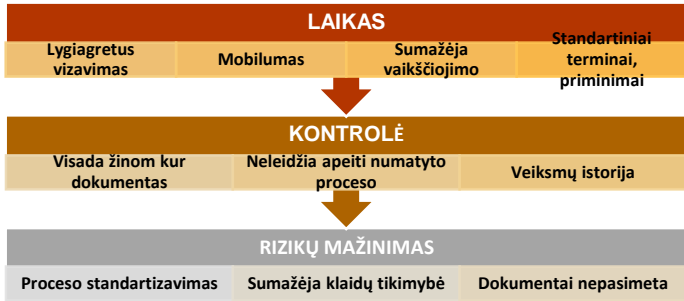 LAIKAS
Lygiagretus
vizavimas
Mobilumas
Sumažėja
vaikščiojimo
Standartiniai
terminai,
priminimai
KONTROLĖ
Visada žinom kur
dokumentas
Neleidžia apeiti numatyto
proceso
Veiksmų istorija
RIZIKŲ MAŽINIMAS
Proceso standartizavimas
Sumažėja klaidų tikimybė
Dokumentai nepasimeta